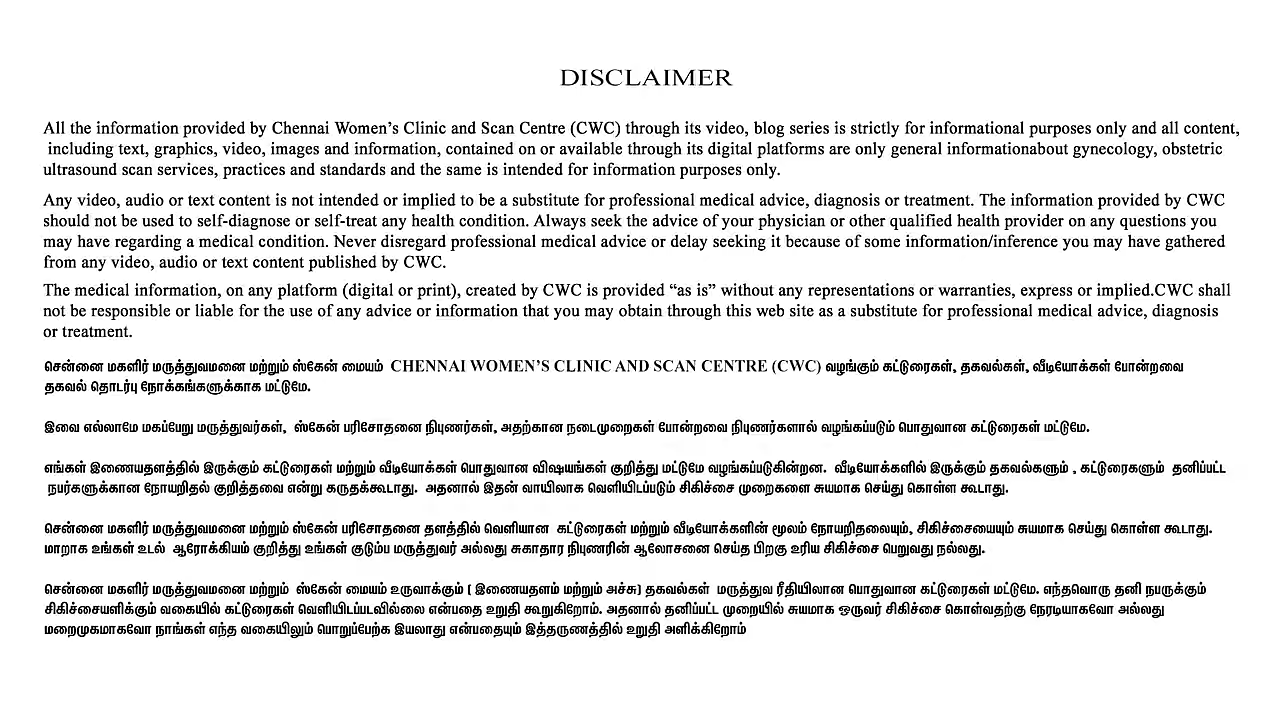 DISCLAIMER
All the information provided by Chennai Women’s Clinic and Scan Centre (CWC) through its video, blog series is strictly for informational purposes only and all content,
including text, graphics, video, images and information, contained on or available through its digital platforms are only general informationabout gynecology, obstetric
ultrasound scan services, practices and standards and the same is intended for information purposes only.
Any video, audio or text content is not intended or implied to be a substitute for professional medical advice, diagnosis or treatment. The information provided by CWC
should not be used to self-diagnose or self-treat any health condition. Always seek the advice of your physician or other qualified health provider on any questions you
may have regarding a medical condition. Never disregard professional medical advice or delay seeking it because of some information/inference you may have gathered
from any video, audio or text content published by CWC.
The medical information, on any platform (digital or print), created by CWC is provided “as is” without any representations or warranties, express or implied.CWC shall
not be responsible or liable for the use of any advice or information that you may obtain through this web site as a substitute for professional medical advice, diagnosis
or treatment.
சென்னை மகளிர் மருத்துவமனை மற்றும் ஸ்கேன் மையம் CHENNAI WOMEN’S CLINIC AND SCAN CENTRE (CWC) வழங்கும் கட்டுரைகள், தகவல்கள், வீடியோக்கள் போன்றவை
தகவல் தொடர்பு நோக்கங்களுக்காக மட்டுமே.
இவை எல்லாமே மகப்பேறு மருத்துவர்கள், ஸ்கேன் பரிசோதனை நிபுணர்கள், அதற்கான நடைமுறைகள் போன்றவை நிபுணர்களால் வழங்கப்படும் பொதுவான கட்டுரைகள் மட்டுமே.
எங்கள் இணையதளத்தில் இருக்கும் கட்டுரைகள் மற்றும் வீடியோக்கள் பொதுவான விஷயங்கள் குறித்து மட்டுமே வழங்கப்படுகின்றன. வீடியோக்களில் இருக்கும் தகவல்களும் , கட்டுரைகளும் தனிப்பட்ட
நபர்களுக்கான நோயறிதல் குறித்தவை என்று கருதக்கூடாது. அதனால் இதன் வாயிலாக வெளியிடப்படும் சிகிச்சை முறைகளை சுயமாக செய்து கொள்ள கூடாது.
சென்னை மகளிர் மருத்துவமனை மற்றும் ஸ்கேன் பரிசோதனை தளத்தில் வெளியான கட்டுரைகள் மற்றும் வீடியோக்களின் மூலம் நோயறிதலையும், சிகிச்சையையும் சுயமாக செய்து கொள்ள கூடாது.
மாறாக உங்கள் உடல் ஆரோக்கியம் குறித்து உங்கள் குடும்ப மருத்துவர் அல்லது சுகாதார நிபுணரின் ஆலோசனை செய்த பிறகு உரிய சிகிச்சை பெறுவது நல்லது.
சென்னை மகளிர் மருத்துவமனை மற்றும் ஸ்கேன் மையம் உருவாக்கும் ( இணையதளம் மற்றும் அச்சு) தகவல்கள் மருத்துவ ரீதியிலான பொதுவான கட்டுரைகள் மட்டுமே. எந்தவொரு தனி நபருக்கும்
சிகிச்சையளிக்கும் வகையில் கட்டுரைகள் வெளியிடப்படவில்லை என்பதை உறுதி கூறுகிறோம். அதனால் தனிப்பட்ட முறையில் சுயமாக ஒருவர் சிகிச்சை கொள்வதற்கு நேரடியாகவோ அல்லது
மறைமுகமாகவோ நாங்கள் எந்த வகையிலும் பொறுப்பேற்க இயலாது என்பதையும் இத்தருணத்தில் உறுதி அளிக்கிறோம்